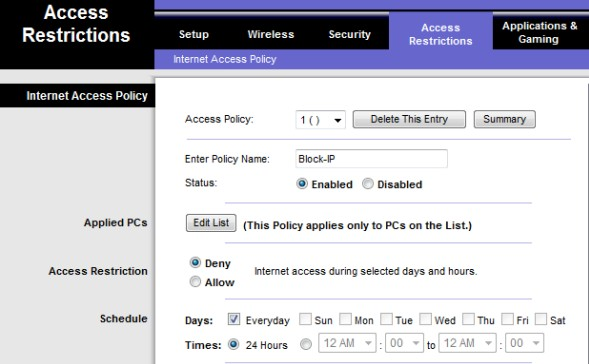 Access Restrictions
Setup Wireless Security Access Restrictions Applications & Gaming
Internet Access Policy
Internet Access Policy
Access Policy: 1 ( ) Delete This Entry Summary
Enter Policy Name: Block-IP
Status: Enabled Disabled
Applied PCs Edit List (This Policy applies only to PCs on the List.)
Access Restriction Deny Allow Internet access during selected days and hours.
Schedule Days: Everyday Sun Mon Tue Wed Thu Fri Sat
Times: 24 Hours 12 AM : 00 to 12 AM : 00